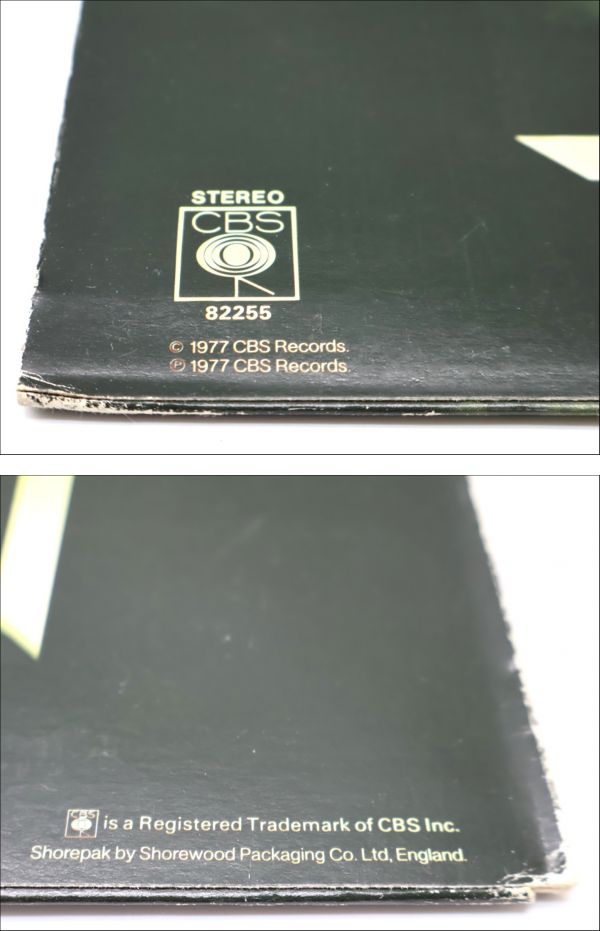 STEREO
CBS
82255
© 1977 CBS Records.
℗ 1977 CBS Records.
CBS is a Registered Trademark of CBS Inc.
Shorepak by Shorewood Packaging Co. Ltd, England.